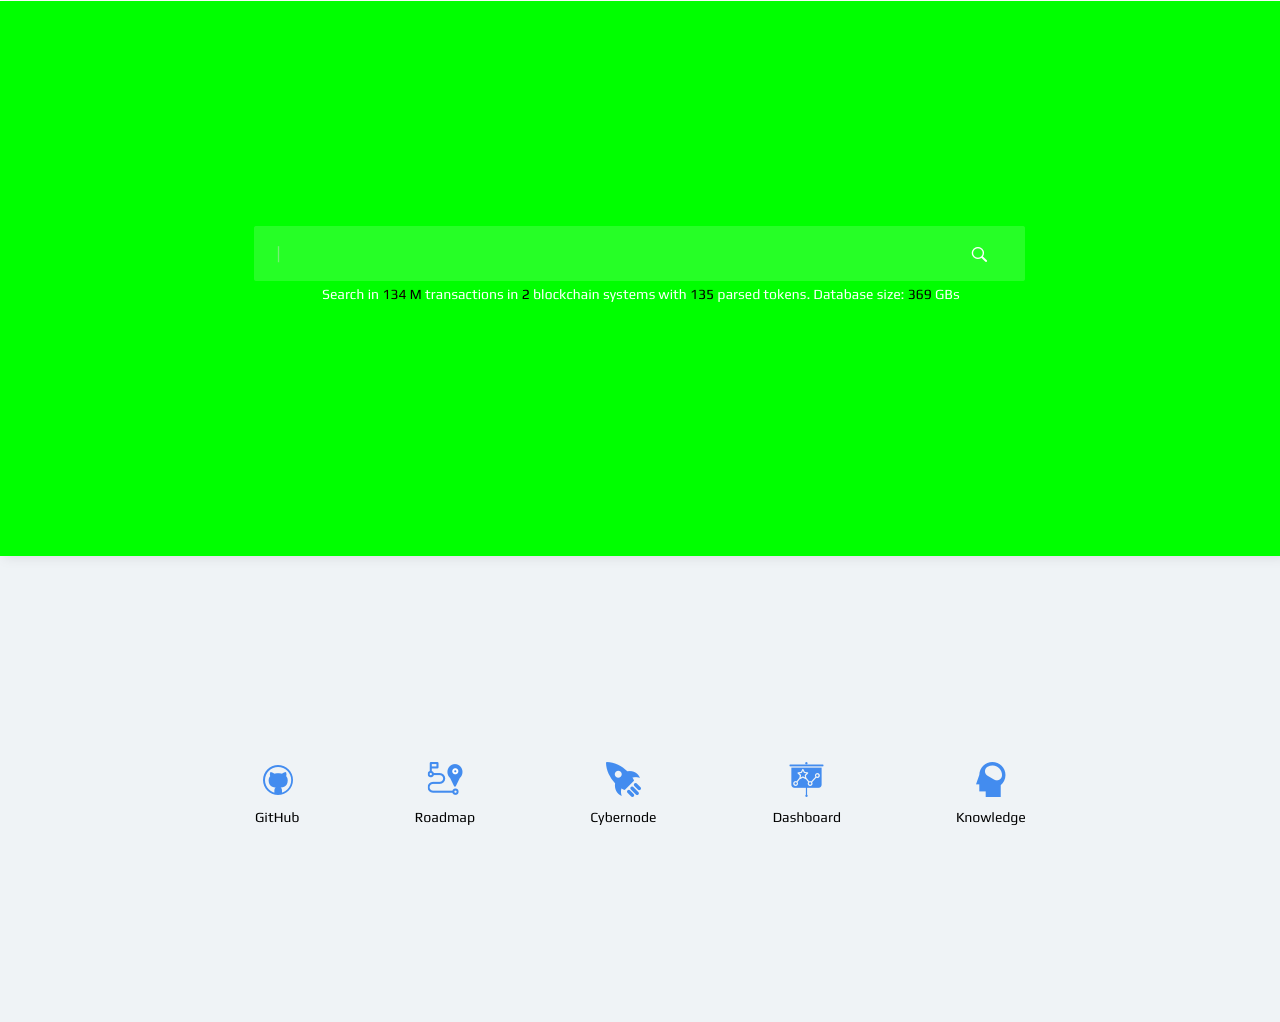 Search in 134 M transactions in 2 blockchain systems with 135 parsed tokens. Database size: 369 GBs
GitHub
Roadmap
Cybernode
Dashboard
Knowledge